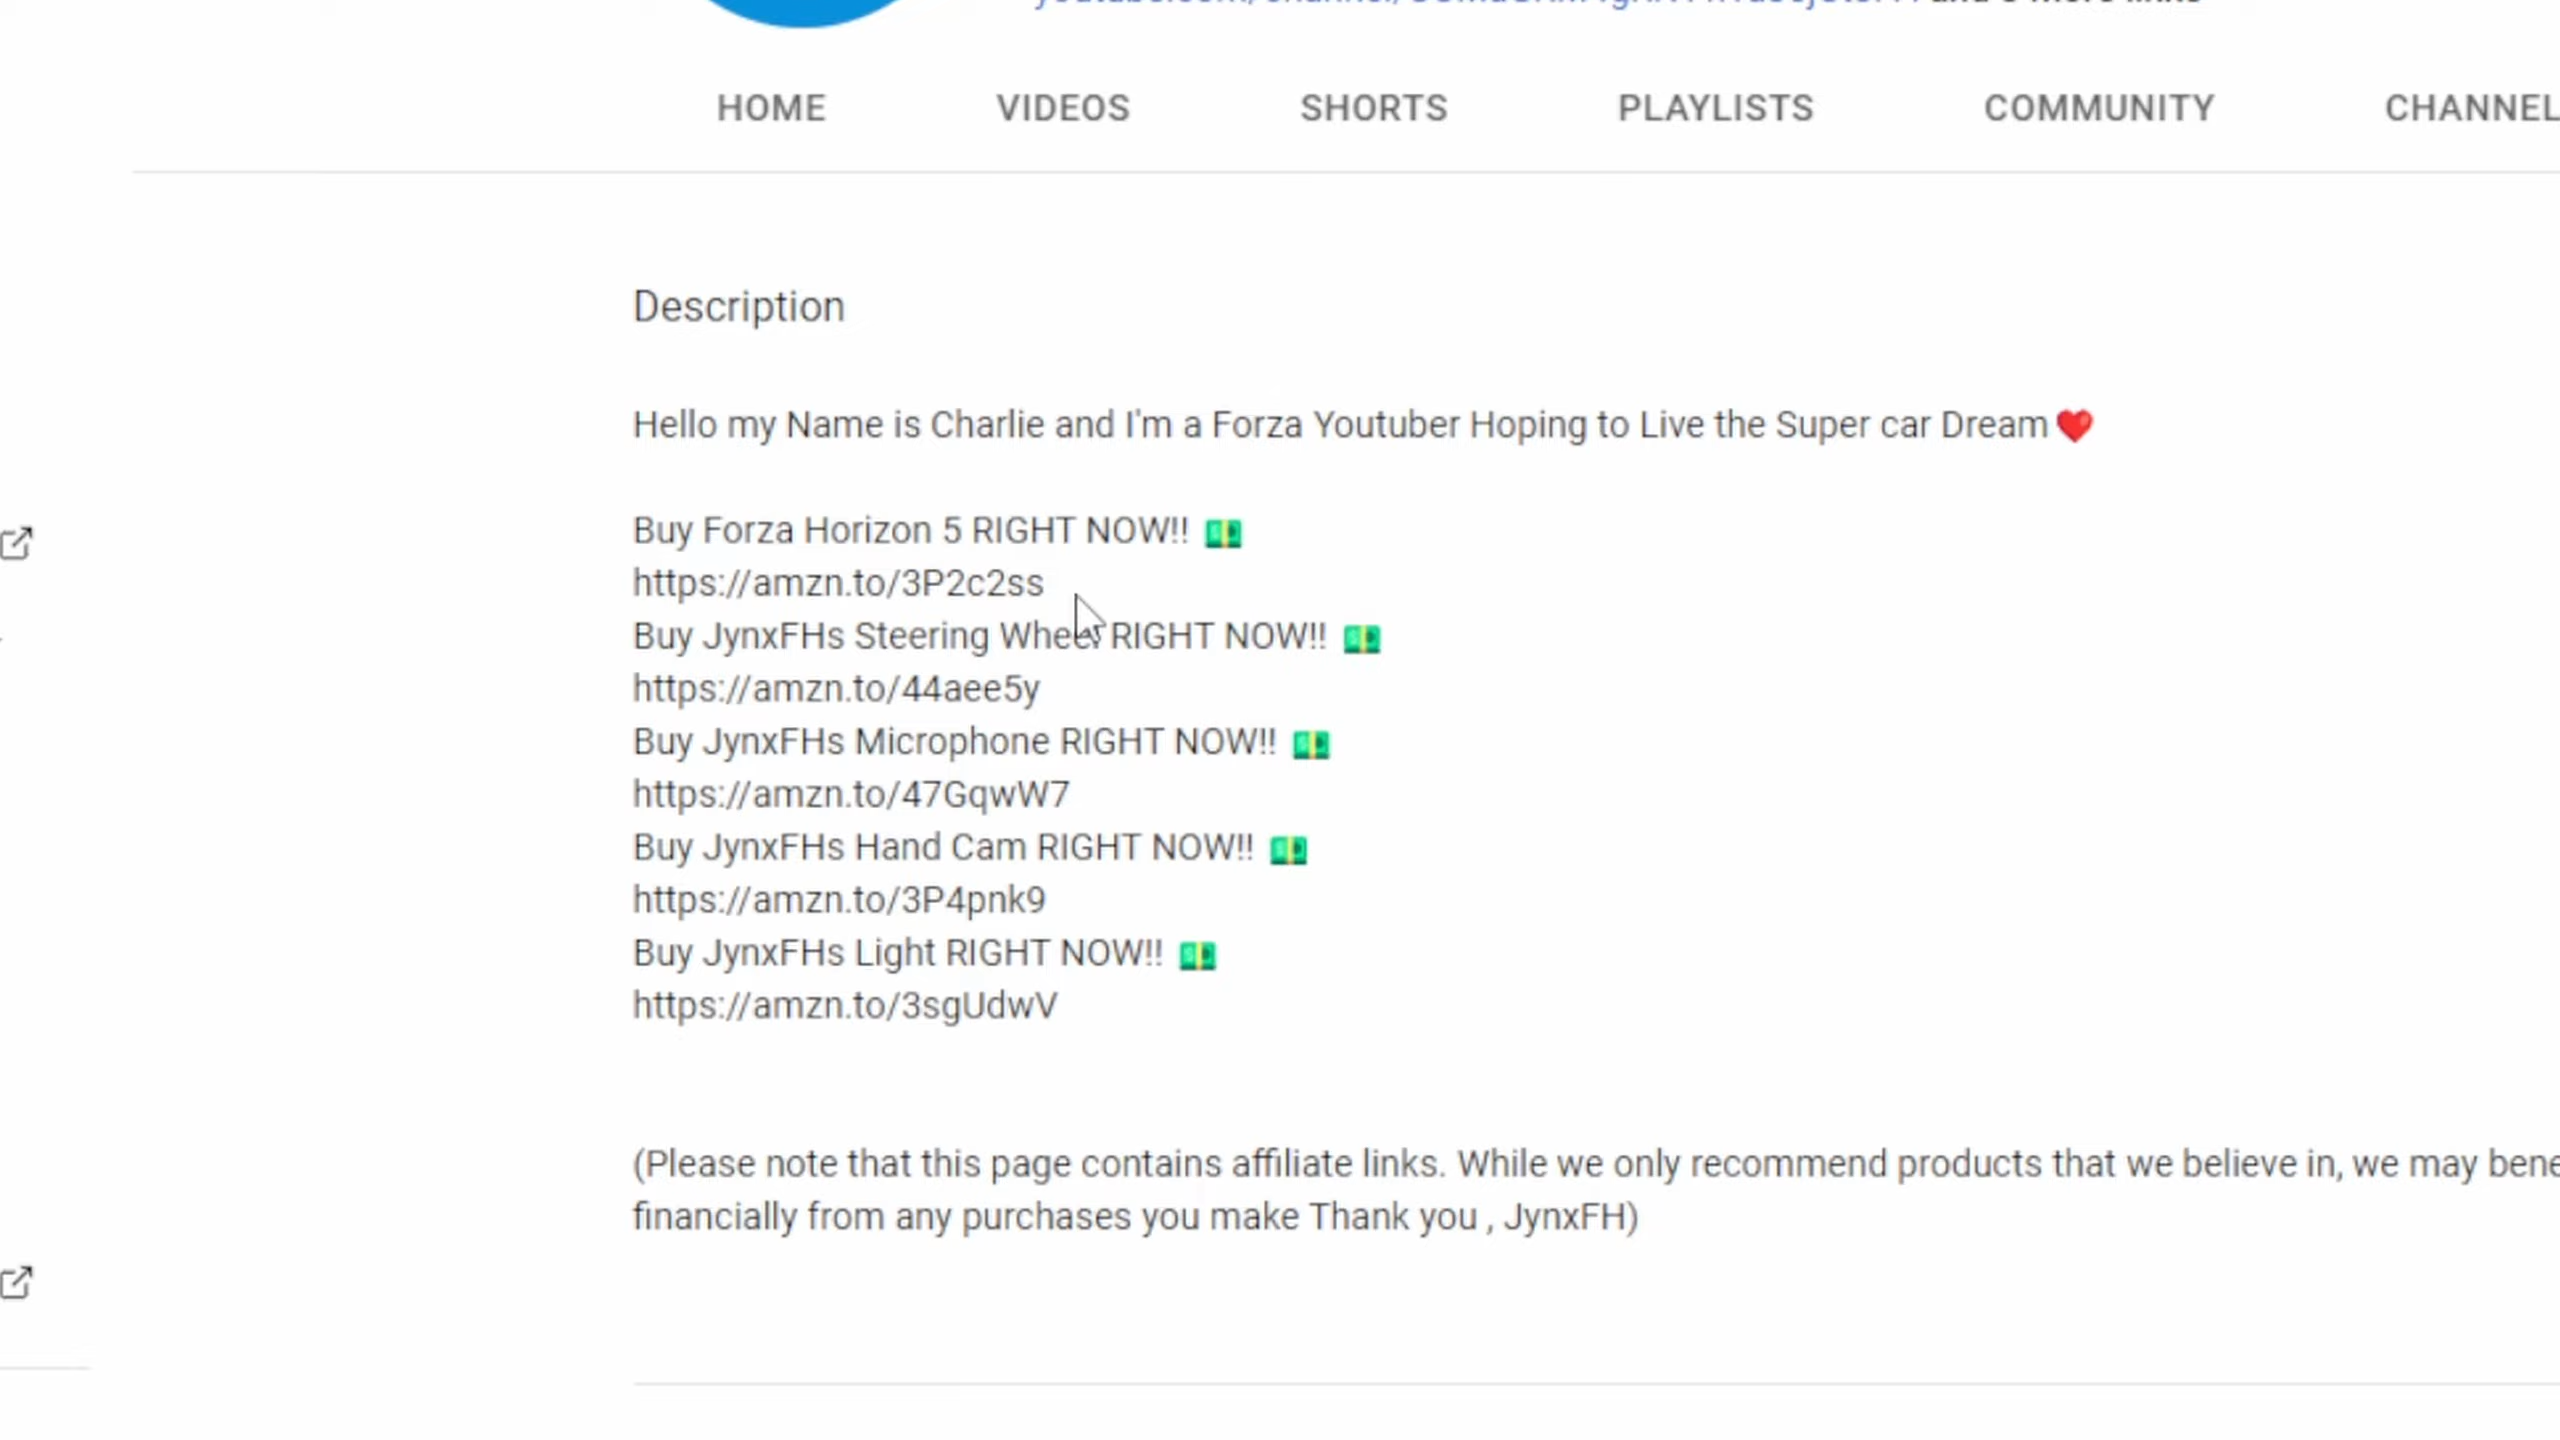 HOME VIDEOS SHORTS PLAYLISTS COMMUNITY CHANNEL
Description
Hello my Name is Charlie and I'm a Forza Youtuber Hoping to Live the Super car Dream❤️
Buy Forza Horizon 5 RIGHT NOW!! 💵
https://amzn.to/3P2c2ss
Buy JynxFHs Steering Wheel RIGHT NOW!! 💵
https://amzn.to/44aee5y
Buy JynxFHs Microphone RIGHT NOW!! 💵
https://amzn.to/47GqwW7
Buy JynxFHs Hand Cam RIGHT NOW!! 💵
https://amzn.to/3P4pnk9
Buy JynxFHs Light RIGHT NOW!! 💵
https://amzn.to/3sgUdwV
(Please note that this page contains affiliate links. While we only recommend products that we believe in, we may bene
financially from any purchases you make Thank you , JynxFH)